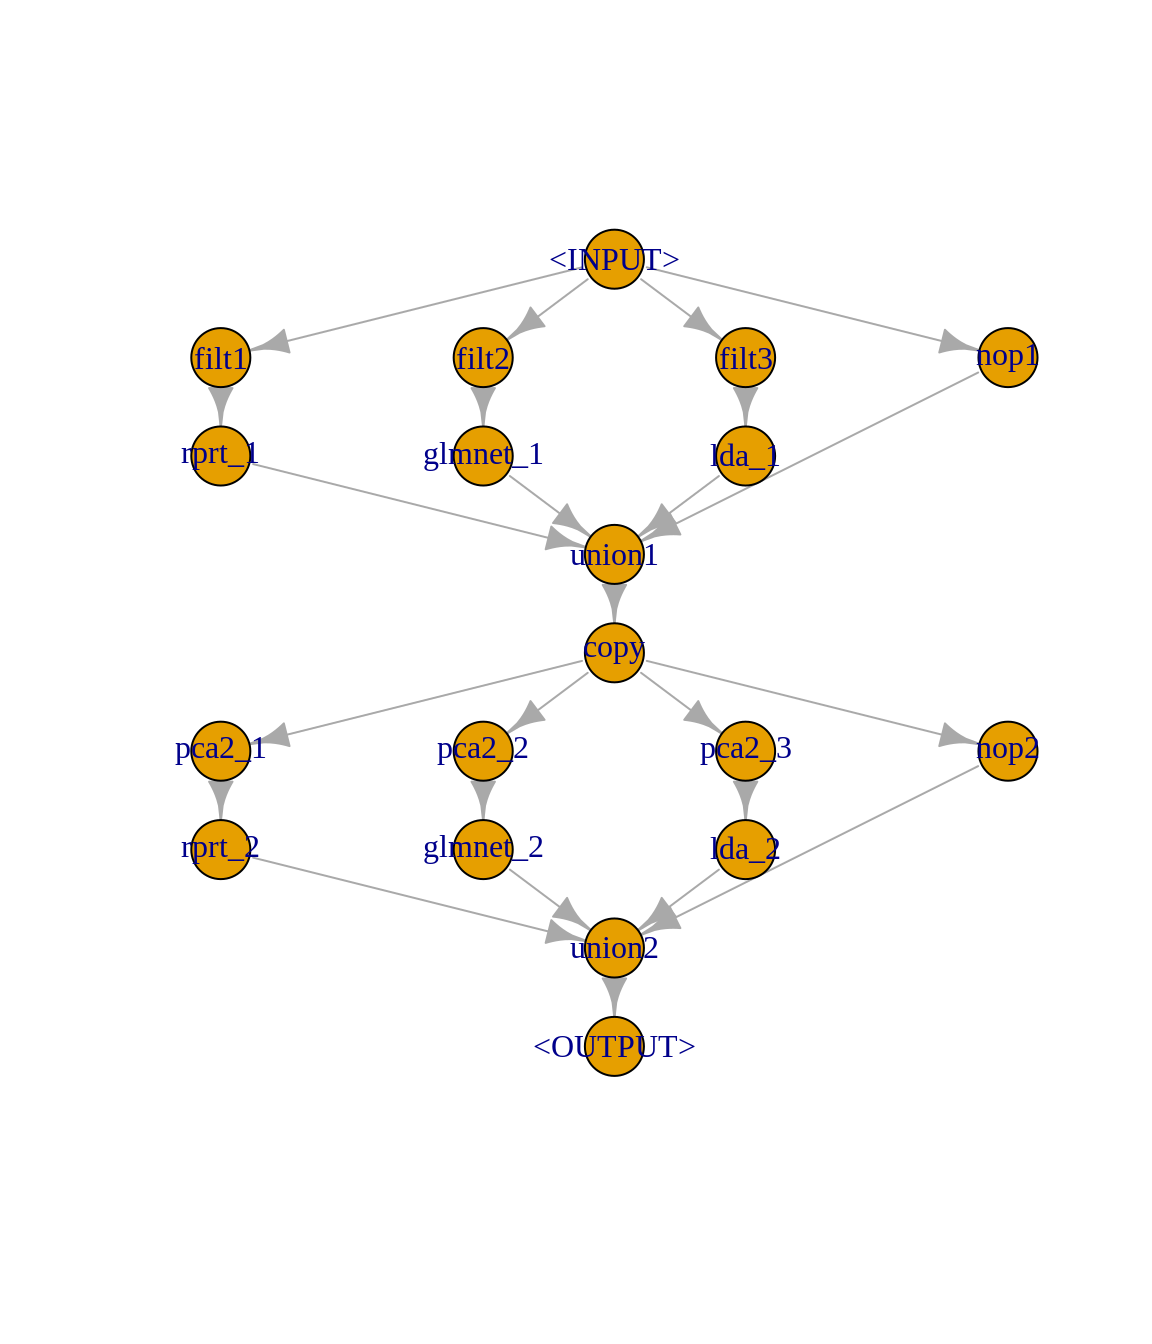 <INPUT>
filt1 filt2 filt3 nop1
rprt_1 glmnet_1 lda_1
union1
copy
pca2_1 pca2_2 pca2_3 nop2
rprt_2 glmnet_2 lda_2
union2
<OUTPUT>